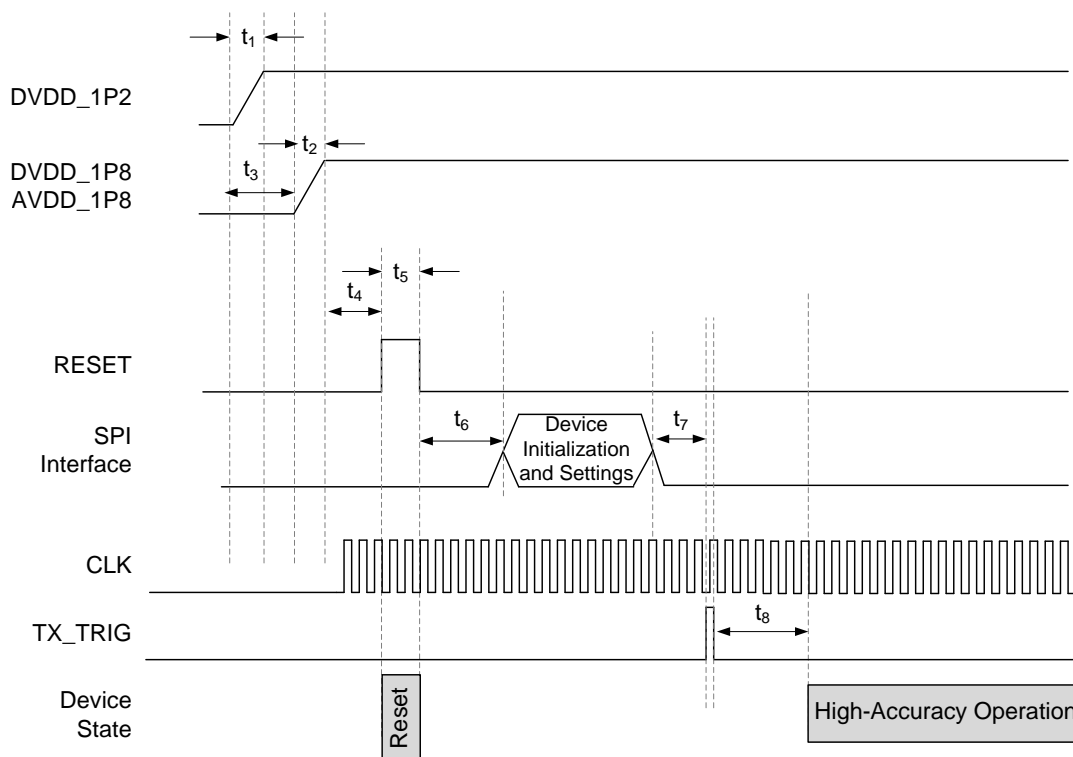 t1
DVDD_1P2
t2
DVDD_1P8
t3
AVDD_1P8
t5
t4
RESET
t6
Device
t7
SPI
Initialization
Interface
and Settings
CLK
TX_TRIG
t8
Device
State
Reset
High-Accuracy Operation